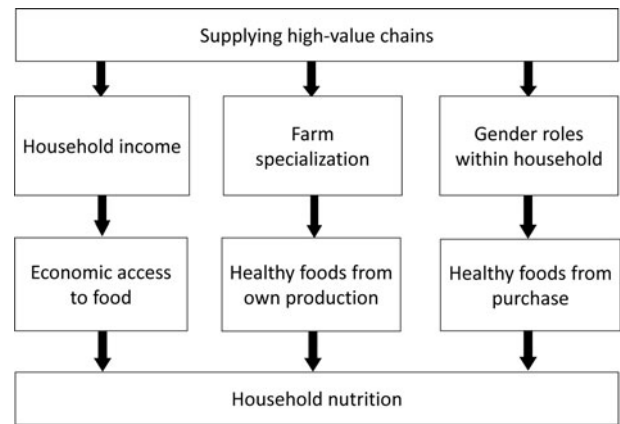 Supplying high-value chains
Household income
Farm
specialization
Gender roles
within household
Economic access
to food
Healthy foods from
own production
Healthy foods from
purchase
Household nutrition